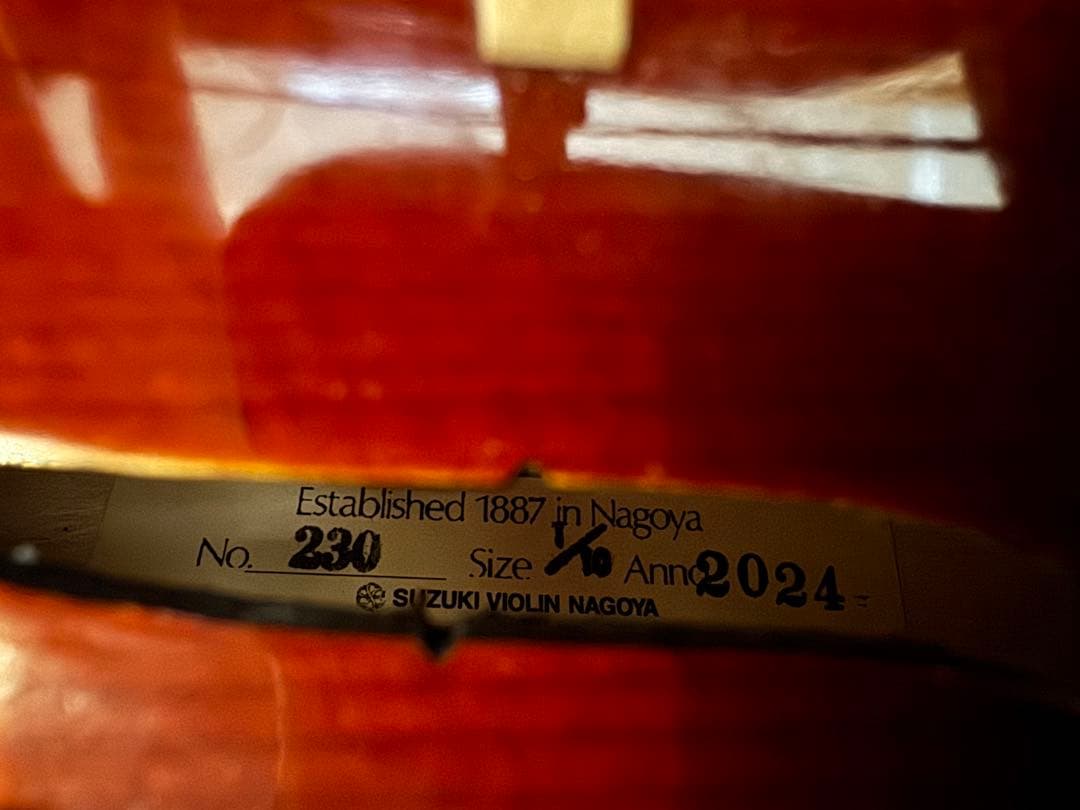 Established 1887 in Nagoya
No. 230 Size 1/10 Anno 2024
SUZUKI VIOLIN NAGOYA